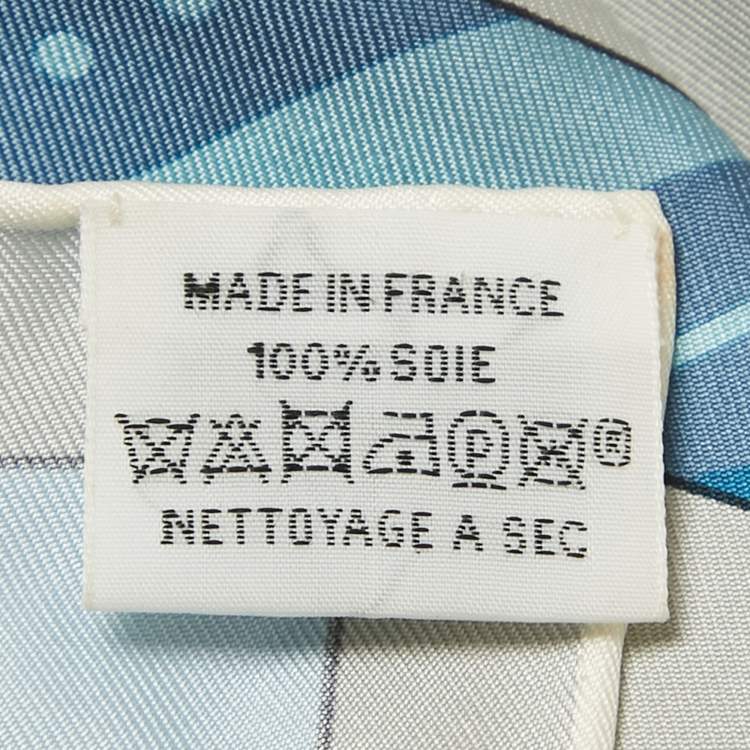 MADE IN FRANCE
100% SOIE
P ®
NETTOYAGE A SEC